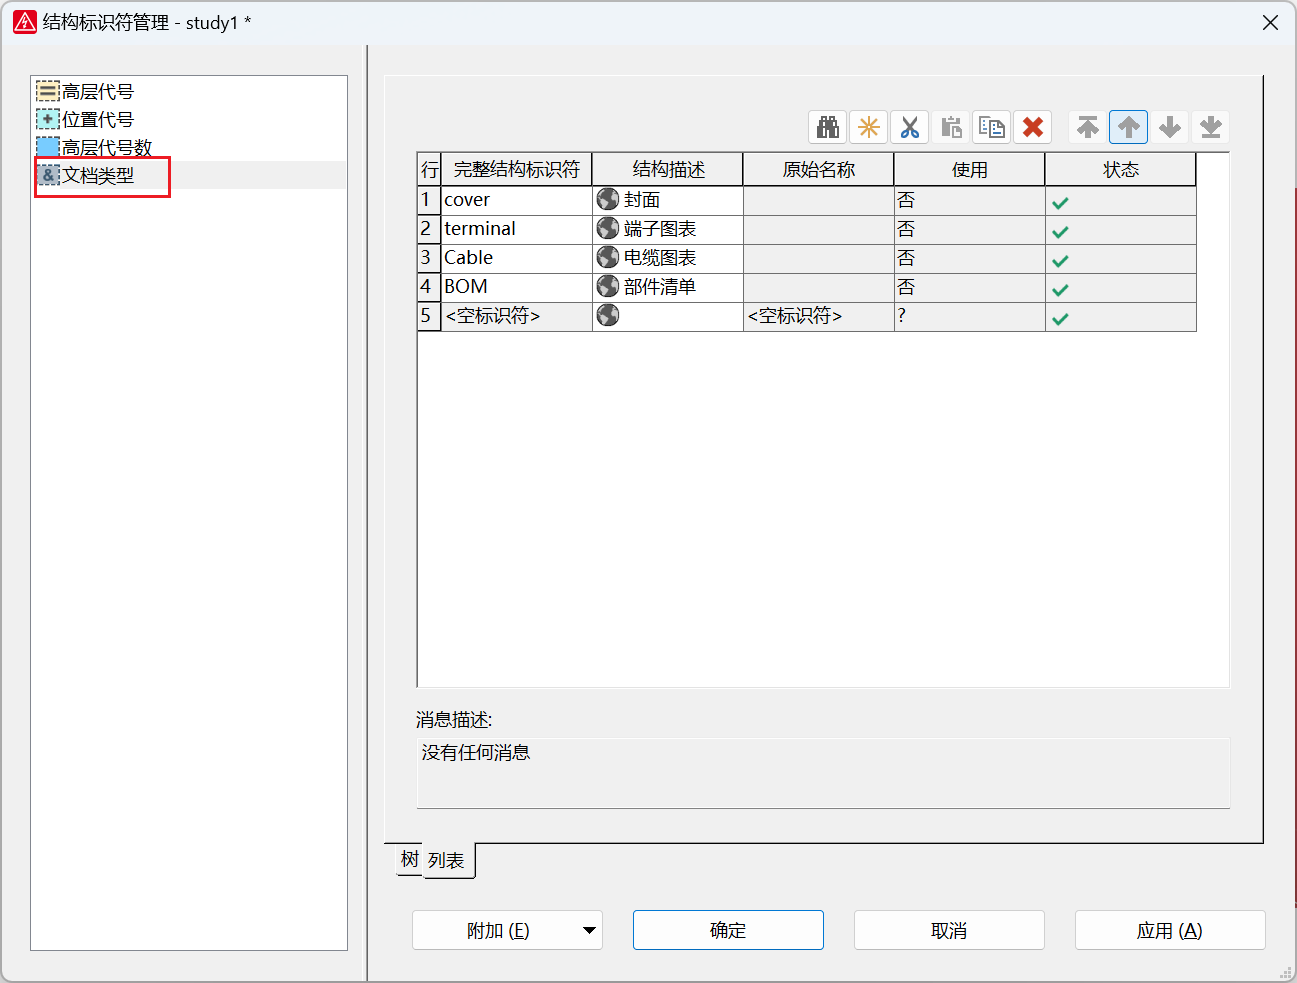 结构标识符管理 - study1 *
高层代号
位置代号
高层代号数
& 文档类型
行 完整结构标识符 结构描述 原始名称 使用 状态
1 cover 封面 否
2 terminal 端子图表 否
3 Cable 电缆图表 否
4 BOM 部件清单 否
5 <空标识符> <空标识符> ?
消息描述:
没有任何消息
树 列表
附加 (E) 确定 取消 应用 (A)